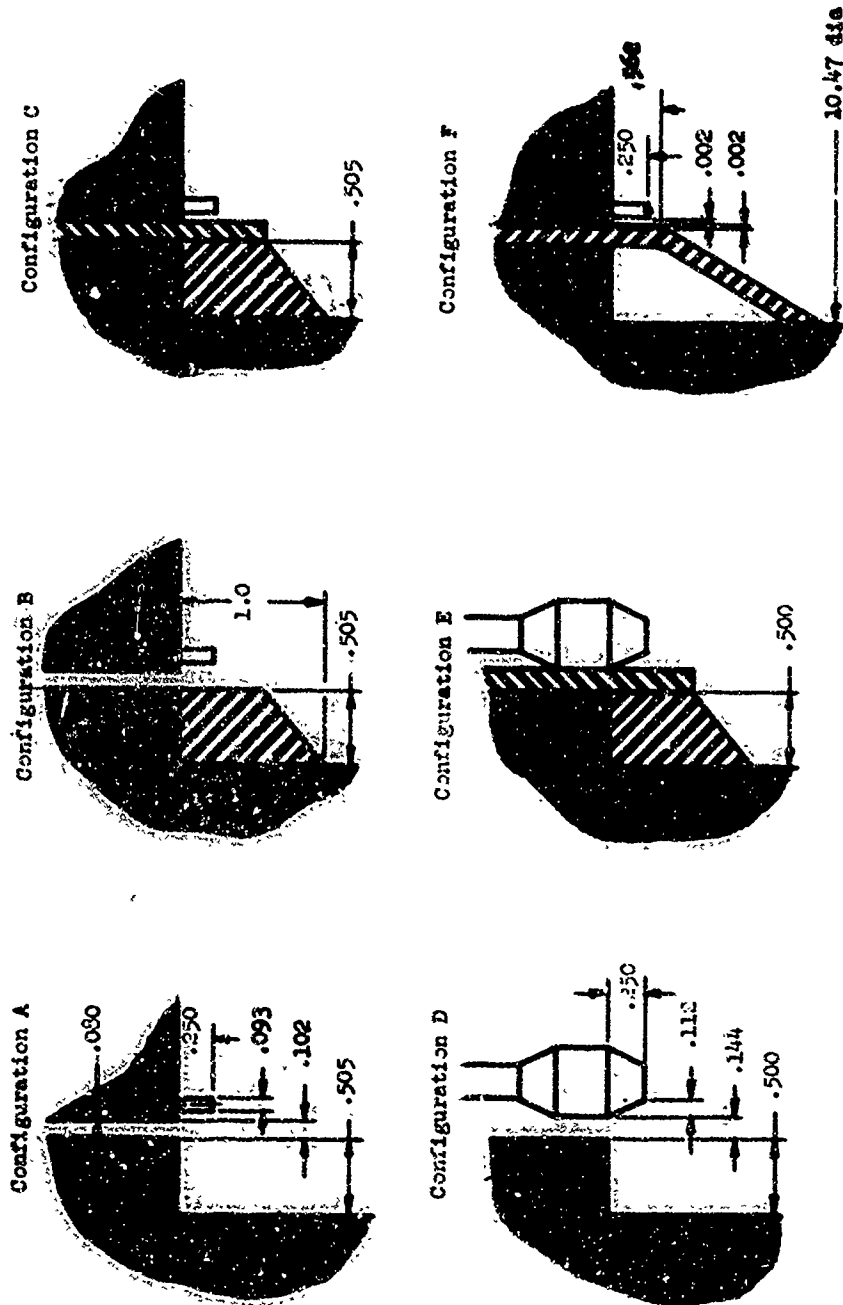 Configuration A
.080
.250
.093
.102
.505
Configuration B
1.0
.505
Configuration C
.505
Configuration D
.250
.112
.144
.500
Configuration E
.500
Configuration F
.250
.002
.002
10.47 dia